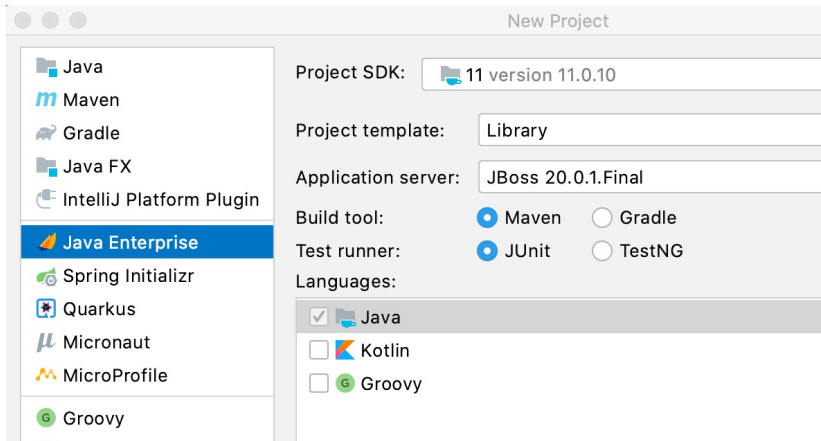 New Project
Java
Maven
Gradle
Java FX
IntelliJ Platform Plugin
Java Enterprise
Spring Initializr
Quarkus
Micronaut
MicroProfile
Groovy
Project SDK: 11 version 11.0.10
Project template: Library
Application server: JBoss 20.0.1.Final
Build tool: Maven Gradle
Test runner: JUnit TestNG
Languages:
Java
Kotlin
G Groovy